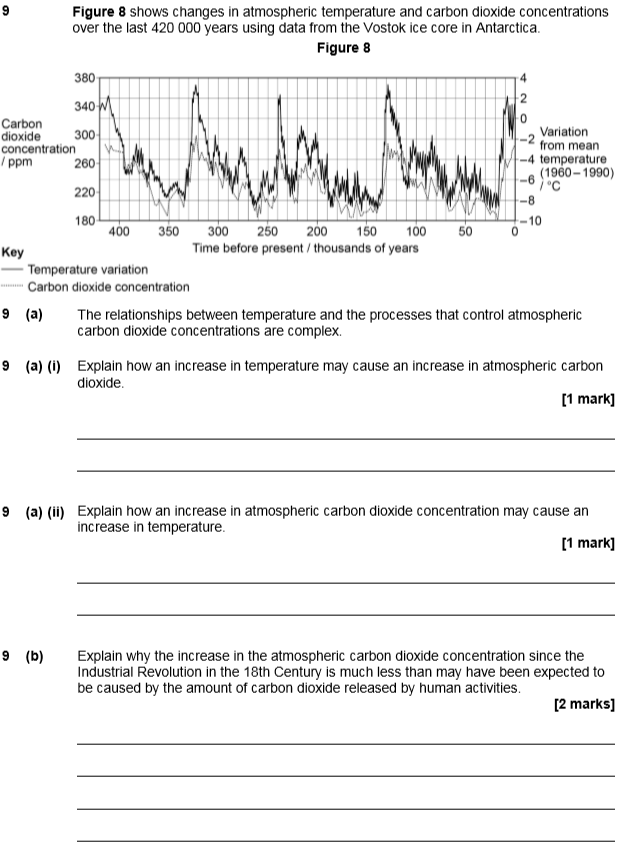 9 Figure 8 shows changes in atmospheric temperature and carbon dioxide concentrations
over the last 420 000 years using data from the Vostok ice core in Antarctica.
Figure 8
380
340
300
260
220
180
Carbon
dioxide
concentration
/ ppm
4
2
0
–2
–4
–6
–8
–10
Variation
from mean
temperature
(1960–1990)
/ °C
400 350 300 250 200 150 100 50 0
Time before present / thousands of years
Key
Temperature variation
Carbon dioxide concentration
9 (a) The relationships between temperature and the processes that control atmospheric
carbon dioxide concentrations are complex.
9 (a) (i) Explain how an increase in temperature may cause an increase in atmospheric carbon
dioxide.
[1 mark]
9 (a) (ii) Explain how an increase in atmospheric carbon dioxide concentration may cause an
increase in temperature.
[1 mark]
9 (b) Explain why the increase in the atmospheric carbon dioxide concentration since the
Industrial Revolution in the 18th Century is much less than may have been expected to
be caused by the amount of carbon dioxide released by human activities.
[2 marks]